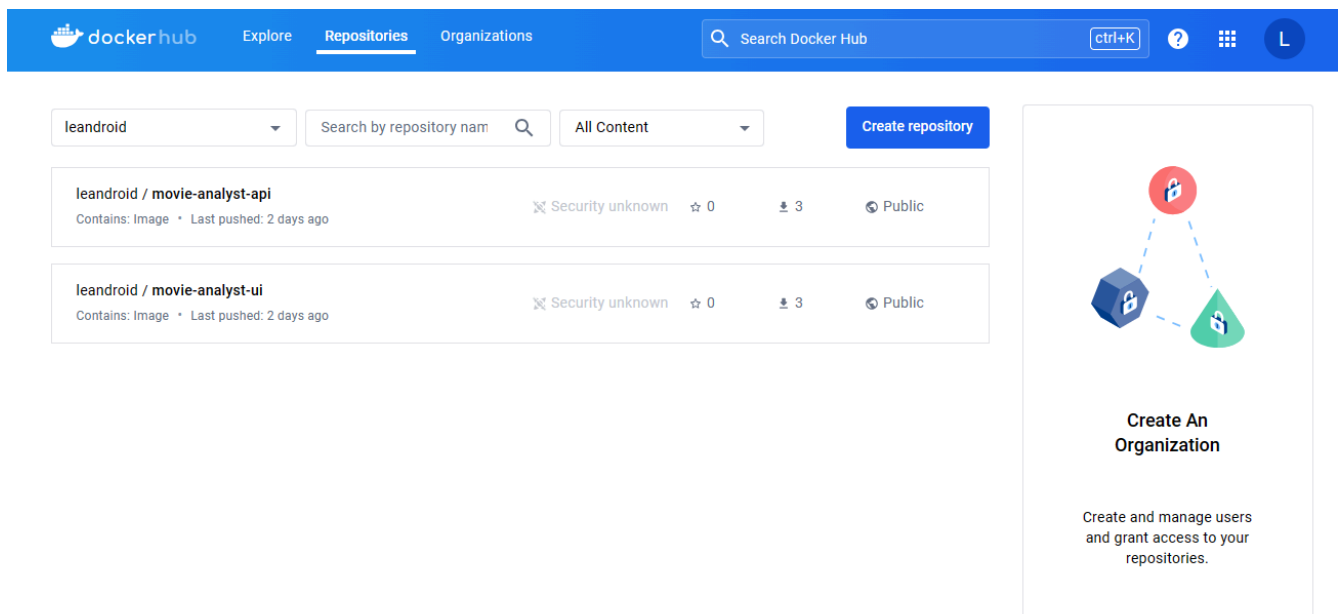 dockerhub Explore Repositories Organizations Search Docker Hub ctrl+K ? L
leandroid Search by repository nam All Content Create repository
leandroid / movie-analyst-api
Contains: Image • Last pushed: 2 days ago
Security unknown 0 3 Public
leandroid / movie-analyst-ui
Contains: Image • Last pushed: 2 days ago
Security unknown 0 3 Public
Create An
Organization
Create and manage users
and grant access to your
repositories.